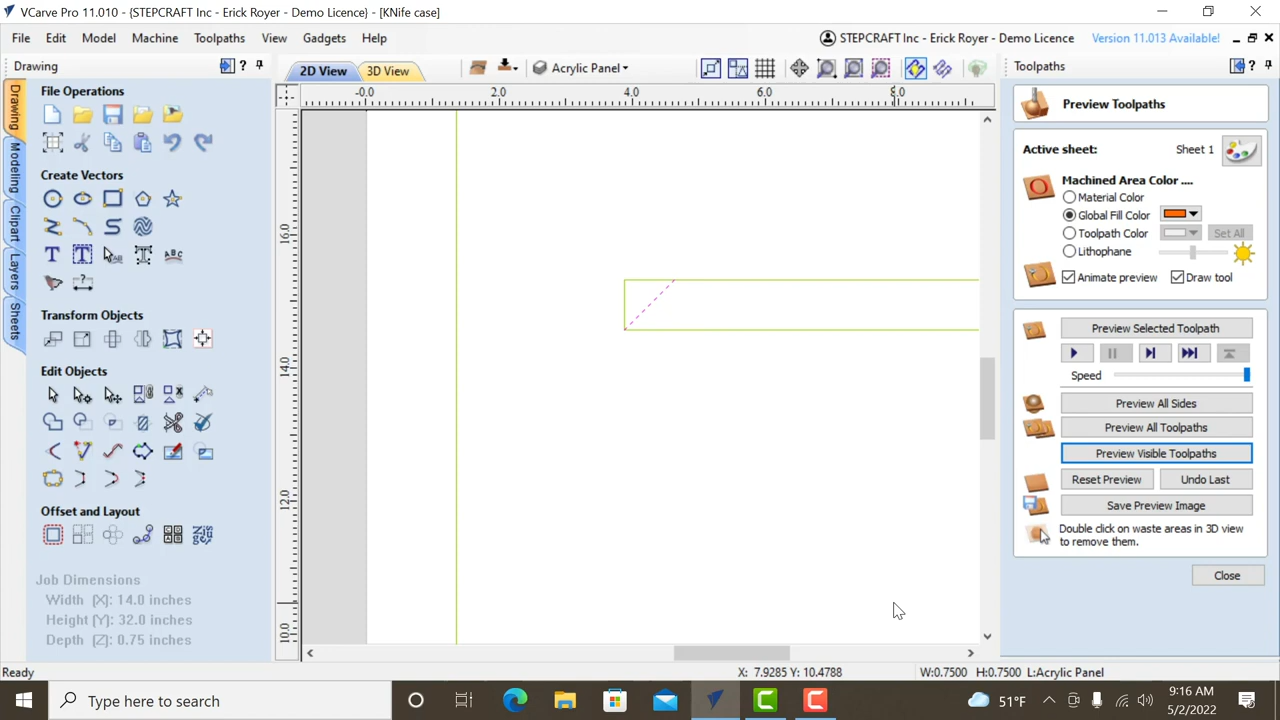 VCarve Pro 11.010 - {STEPCRAFT Inc - Erick Royer - Demo Licence} - [KNife case]
File Edit Model Machine Toolpaths View Gadgets Help
STEPCRAFT Inc - Erick Royer - Demo Licence Version 11.013 Available!
Drawing
2D View 3D View
Acrylic Panel
Toolpaths
Drawing
Modeling
Clipart
Layers
Sheets
File Operations
Create Vectors
Transform Objects
Edit Objects
Offset and Layout
Job Dimensions
Width (X): 14.0 inches
Height (Y): 32.0 inches
Depth (Z): 0.75 inches
-0.0 2.0 4.0 6.0 8.0
16.0
14.0
12.0
10.0
Preview Toolpaths
Active sheet: Sheet 1
Machined Area Color ....
Material Color
Global Fill Color
Toolpath Color Set All
Lithophane
Animate preview Draw tool
Preview Selected Toolpath
Speed
Preview All Sides
Preview All Toolpaths
Preview Visible Toolpaths
Reset Preview Undo Last
Save Preview Image
Double click on waste areas in 3D view
to remove them.
Close
Ready X: 7.9285 Y: 10.4788 W:0.7500 H:0.7500 L:Acrylic Panel
Type here to search
51°F
9:16 AM
5/2/2022